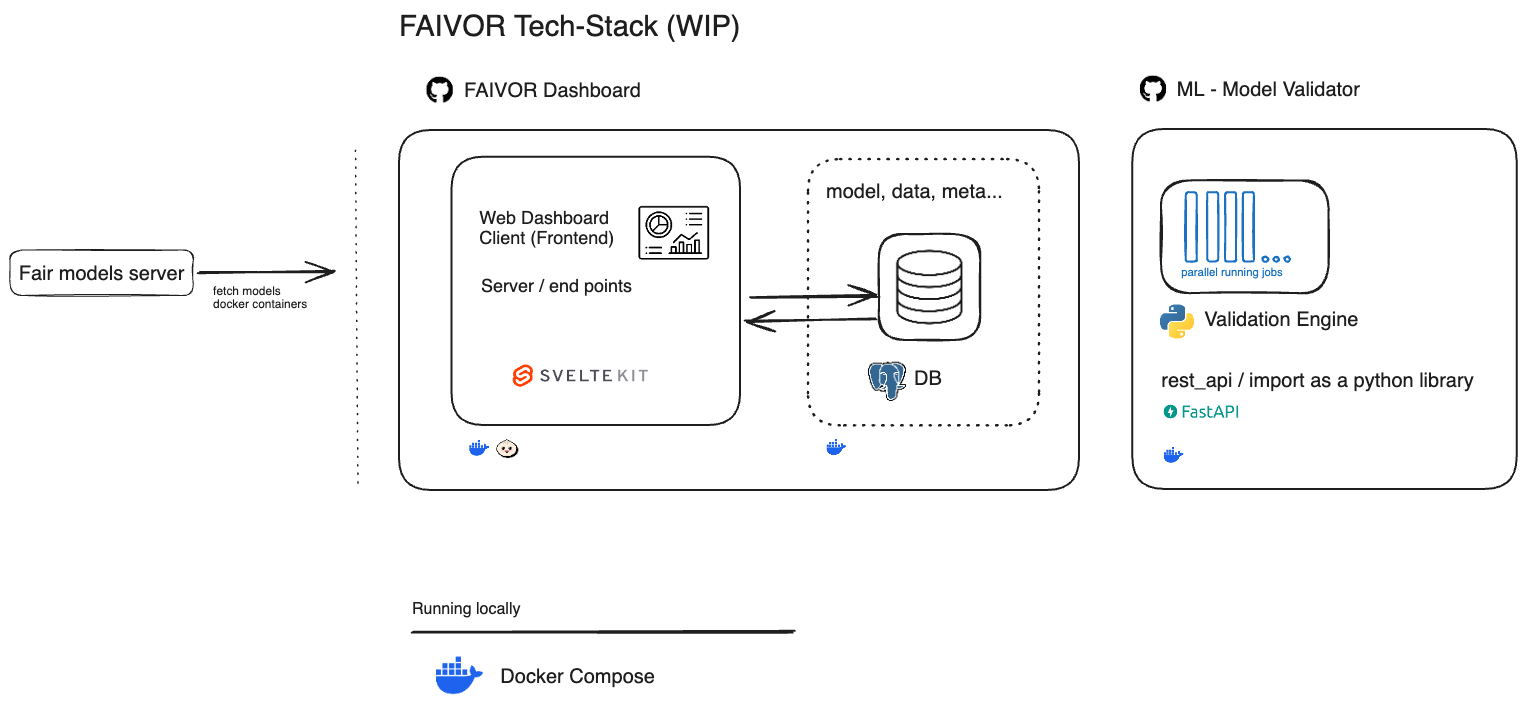 FAIVOR Tech-Stack (WIP)
FAIVOR Dashboard
ML - Model Validator
Fair models server
fetch models
docker containers
Web Dashboard
Client (Frontend)
Server / end points
SVELTEKIT
model, data, meta...
DB
parallel running jobs
Validation Engine
rest_api / import as a python library
FastAPI
Running locally
Docker Compose